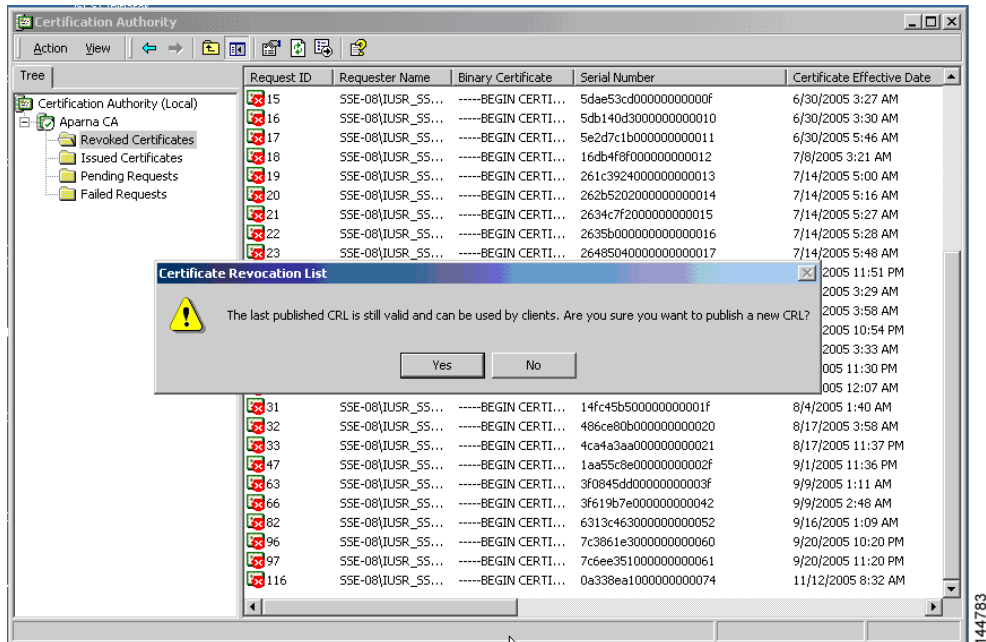 Certification Authority
Action View
Tree
Certification Authority (Local)
Aparna CA
Revoked Certificates
Issued Certificates
Pending Requests
Failed Requests
Request ID Requester Name Binary Certificate Serial Number Certificate Effective Date
15 SSE-08\IUSR_SS... -----BEGIN CERTI... 5dae53cd00000000000f 6/30/2005 3:27 AM
16 SSE-08\IUSR_SS... -----BEGIN CERTI... 5db140d3000000000010 6/30/2005 3:30 AM
17 SSE-08\IUSR_SS... -----BEGIN CERTI... 5e2d7c1b000000000011 6/30/2005 5:46 AM
18 SSE-08\IUSR_SS... -----BEGIN CERTI... 16db4f8f000000000012 7/8/2005 3:21 AM
19 SSE-08\IUSR_SS... -----BEGIN CERTI... 261c3924000000000013 7/14/2005 5:00 AM
20 SSE-08\IUSR_SS... -----BEGIN CERTI... 262b5202000000000014 7/14/2005 5:16 AM
21 SSE-08\IUSR_SS... -----BEGIN CERTI... 2634c7f2000000000015 7/14/2005 5:27 AM
22 SSE-08\IUSR_SS... -----BEGIN CERTI... 2635b000000000000016 7/14/2005 5:28 AM
23 SSE-08\IUSR_SS... -----BEGIN CERTI... 26485040000000000017 7/14/2005 5:48 AM
2005 11:51 PM
2005 3:29 AM
2005 3:58 AM
2005 10:54 PM
2005 3:33 AM
005 11:30 PM
005 12:07 AM
Certificate Revocation List
The last published CRL is still valid and can be used by clients. Are you sure you want to publish a new CRL?
Yes No
31 SSE-08\IUSR_SS... -----BEGIN CERTI... 14fc45b500000000001f 8/4/2005 1:40 AM
32 SSE-08\IUSR_SS... -----BEGIN CERTI... 486ce80b000000000020 8/17/2005 3:58 AM
33 SSE-08\IUSR_SS... -----BEGIN CERTI... 4ca4a3aa000000000021 8/17/2005 11:37 PM
47 SSE-08\IUSR_SS... -----BEGIN CERTI... 1aa55c8e00000000002f 9/1/2005 11:36 PM
63 SSE-08\IUSR_SS... -----BEGIN CERTI... 3f0845dd00000000003f 9/9/2005 1:11 AM
66 SSE-08\IUSR_SS... -----BEGIN CERTI... 3f619b7e000000000042 9/9/2005 2:48 AM
82 SSE-08\IUSR_SS... -----BEGIN CERTI... 6313c463000000000052 9/16/2005 1:09 AM
96 SSE-08\IUSR_SS... -----BEGIN CERTI... 7c3861e3000000000060 9/20/2005 10:20 PM
97 SSE-08\IUSR_SS... -----BEGIN CERTI... 7c6ee351000000000061 9/20/2005 11:20 PM
116 SSE-08\IUSR_SS... -----BEGIN CERTI... 0a338ea1000000000074 11/12/2005 8:32 AM
144783